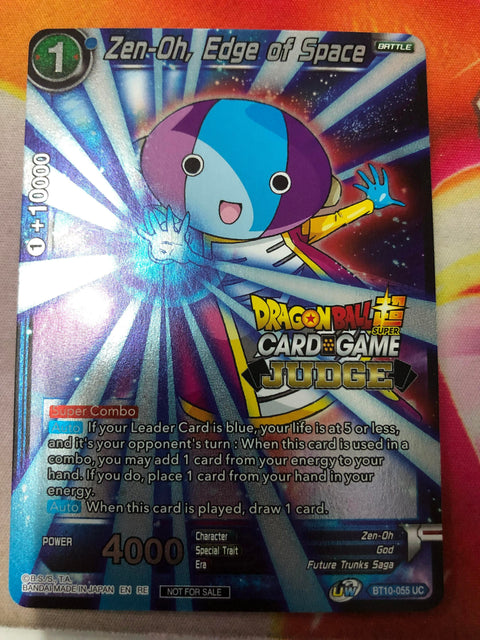 1 Zen-Oh, Edge of Space BATTLE
1 +10000
DRAGON BALL超
SUPER
CARD GAME
JUDGE
Super Combo
Auto If your Leader Card is blue, your life is at 5 or less,
and it's your opponent's turn : When this card is used in a
combo, you may add 1 card from your energy to your
hand. If you do, place 1 card from your hand in your
energy.
Auto When this card is played, draw 1 card.
POWER 4000
Character Zen-Oh
Special Trait God
Era Future Trunks Saga
©B.S./S., T.A.
BANDAI MADE IN JAPAN EN RE NOT FOR SALE UW BT10-055 UC